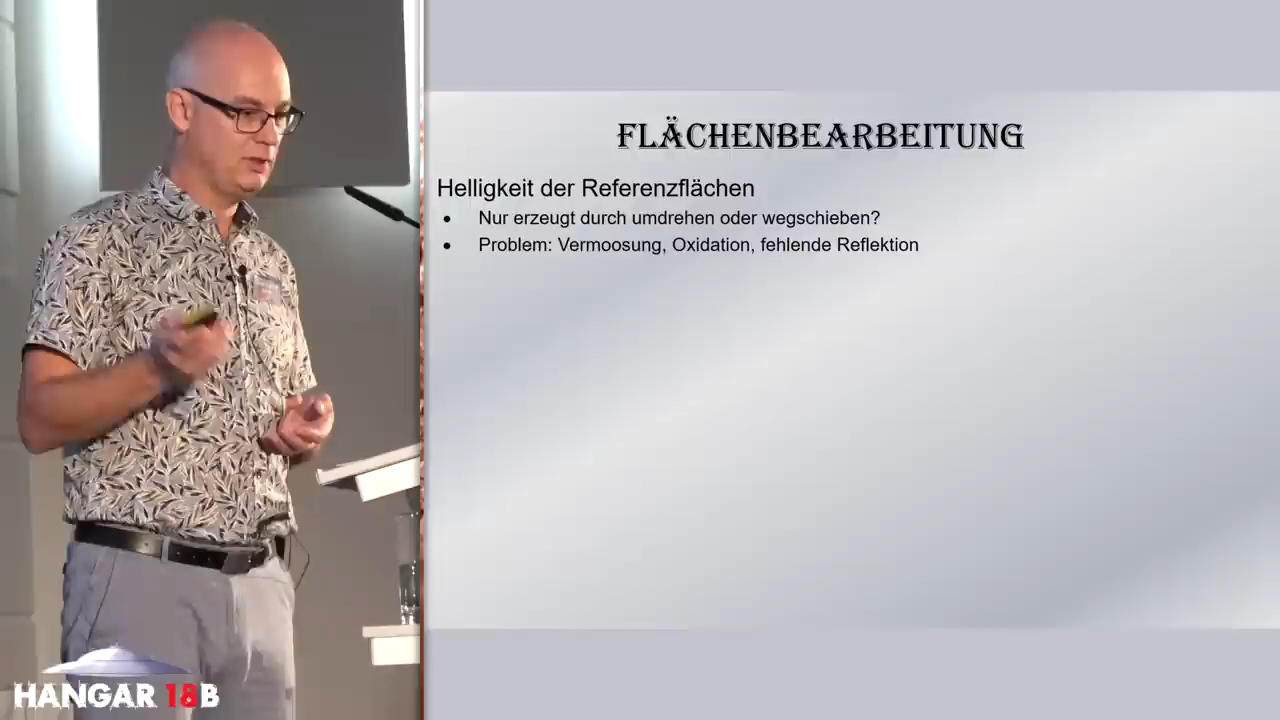 FLÄCHENBEARBEITUNG
Helligkeit der Referenzflächen
• Nur erzeugt durch umdrehen oder wegschieben?
• Problem: Vermoosung, Oxidation, fehlende Reflektion
HANGAR 18B